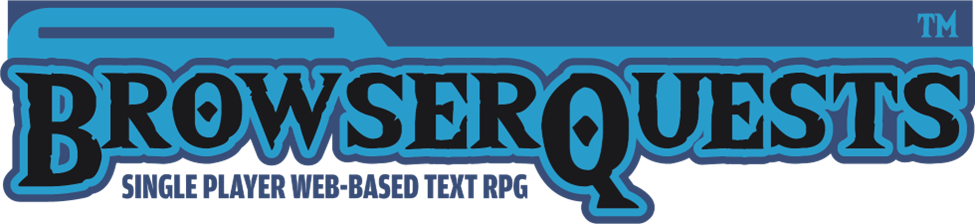 TM
BROWSERQUESTS
SINGLE PLAYER WEB-BASED TEXT RPG